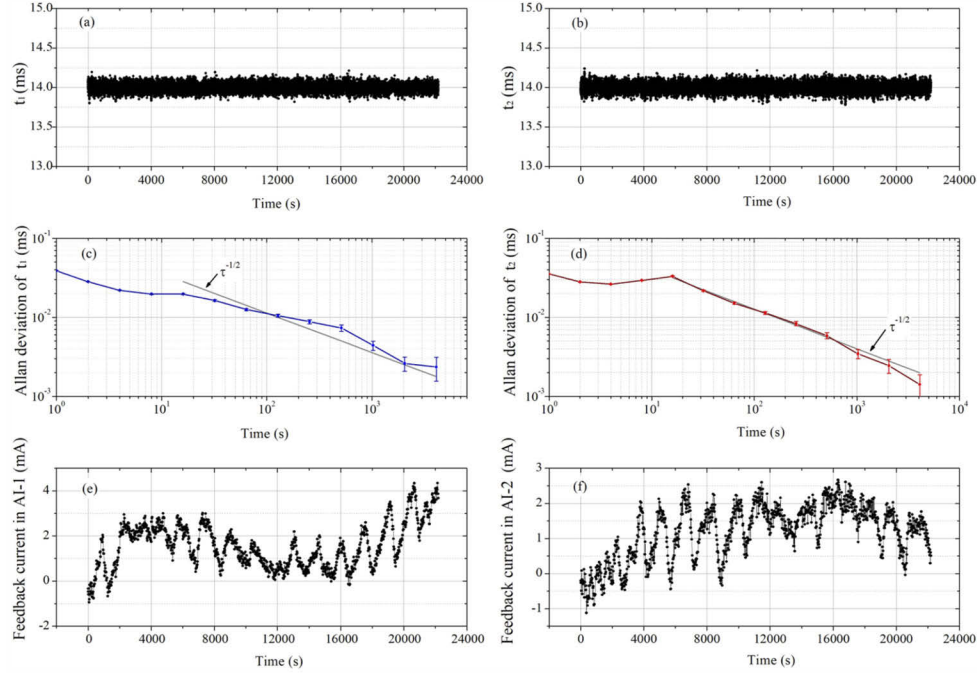 (a)
t₁ (ms)
15.0
14.5
14.0
13.5
13.0
0 4000 8000 12000 16000 20000 24000
Time (s)
(b)
t₂ (ms)
15.0
14.5
14.0
13.5
13.0
0 4000 8000 12000 16000 20000 24000
Time (s)
(c)
Allan deviation of t₁ (ms)
10⁻¹
10⁻²
10⁻³
τ⁻¹/²
10⁰ 10¹ 10² 10³
Time (s)
(d)
Allan deviation of t₂ (ms)
10⁻¹
10⁻²
10⁻³
τ⁻¹/²
10⁰ 10¹ 10² 10³ 10⁴
Time (s)
(e)
Feedback current in AI-1 (mA)
4
2
0
-2
0 4000 8000 12000 16000 20000 24000
Time (s)
(f)
Feedback current in AI-2 (mA)
3
2
1
0
-1
0 4000 8000 12000 16000 20000 24000
Time (s)